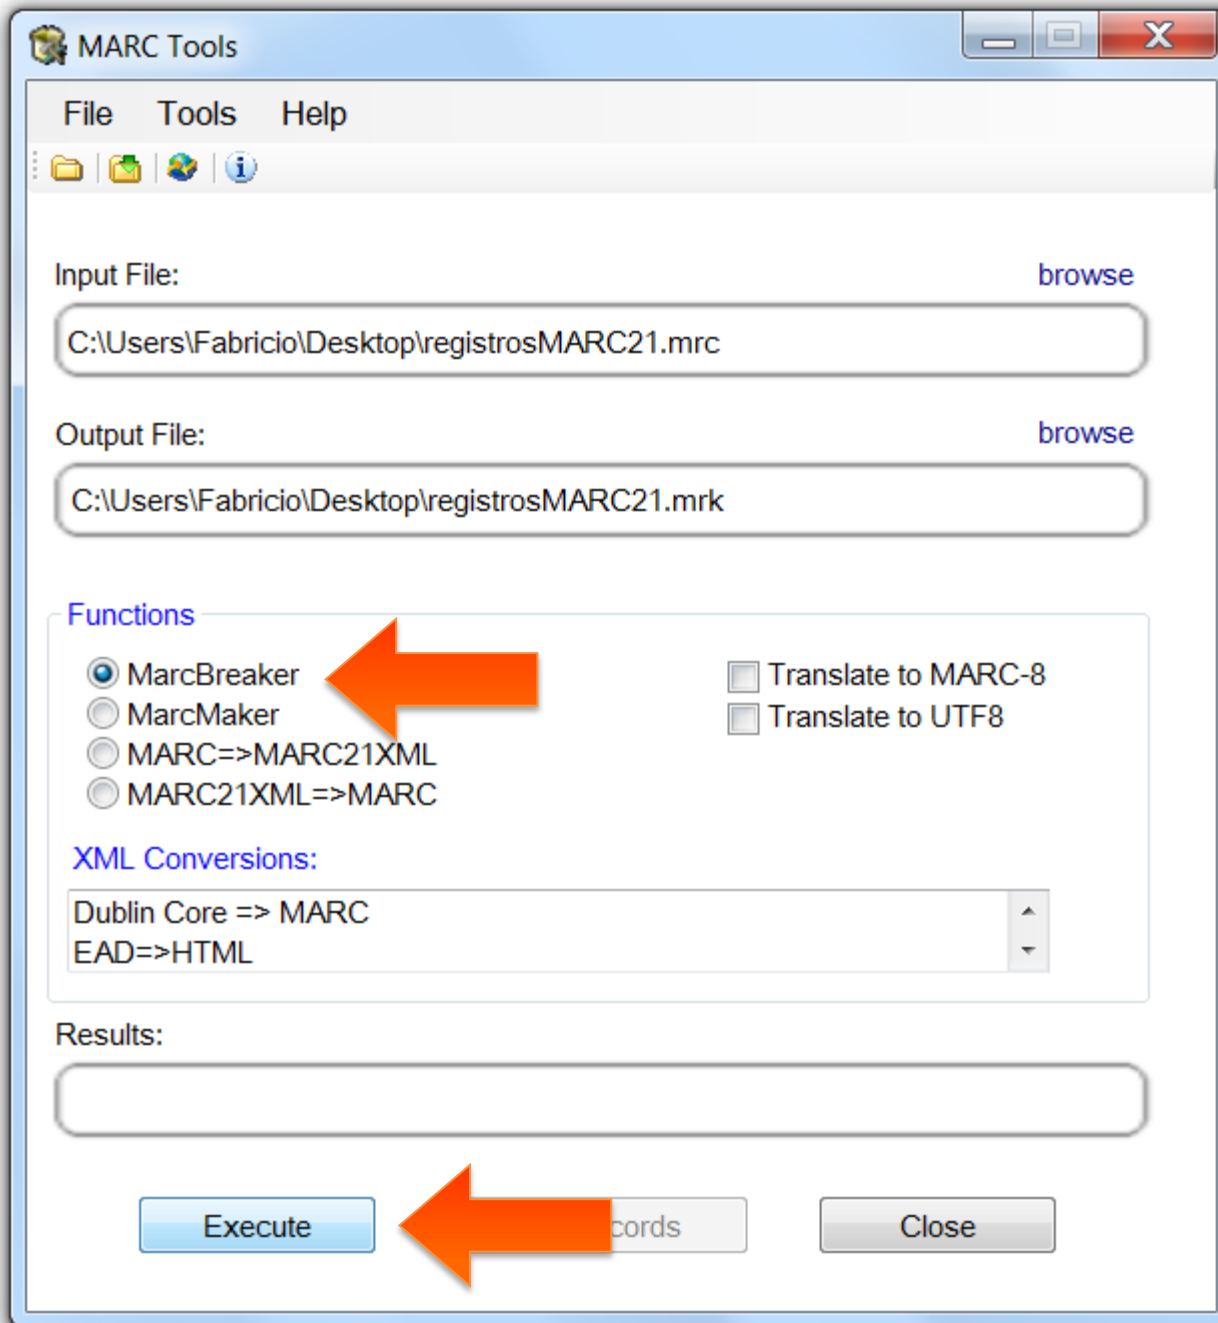 MARC Tools
File Tools Help
Input File: browse
C:\Users\Fabricio\Desktop\registrosMARC21.mrc
Output File: browse
C:\Users\Fabricio\Desktop\registrosMARC21.mrk
Functions
MarcBreaker
Translate to MARC-8
MarcMaker
Translate to UTF8
MARC=>MARC21XML
MARC21XML=>MARC
XML Conversions:
Dublin Core => MARC
EAD=>HTML
Results:
Execute
Close